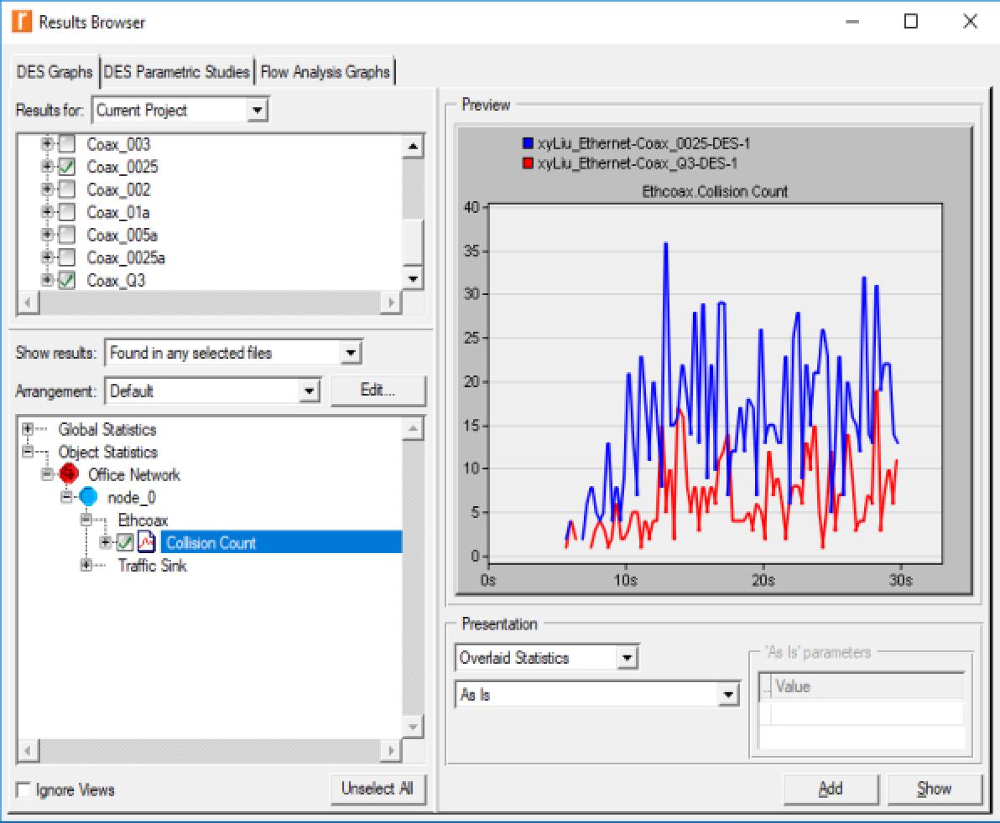 Results Browser
DES Graphs DES Parametric Studies Flow Analysis Graphs
Results for: Current Project
Coax_003
Coax_0025
Coax_002
Coax_01a
Coax_005a
Coax_0025a
Coax_Q3
Show results: Found in any selected files
Arrangement: Default Edit...
Global Statistics
Object Statistics
Office Network
node_0
Ethcoax
Collision Count
Traffic Sink
Ignore Views Unselect All
Preview
xyLiu_Ethernet-Coax_0025-DES-1
xyLiu_Ethernet-Coax_Q3-DES-1
Ethcoax.Collision Count
40
35
30
25
20
15
10
5
0
0s 10s 20s 30s
Presentation
Overlaid Statistics
As Is
'As Is' parameters
.. Value
Add Show